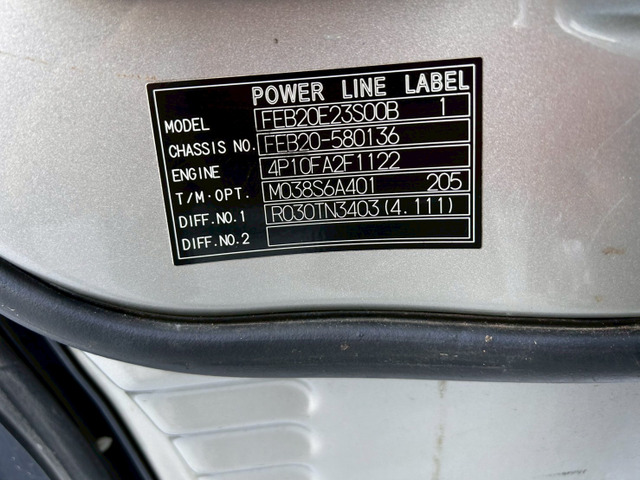 POWER LINE LABEL
MODEL FEB20E23S00B 1
CHASSIS NO. FEB20-580136
ENGINE 4P10FA2F1122
T/M·OPT. M038S6A401 205
DIFF.NO.1 R030TN3403(4.111)
DIFF.NO.2